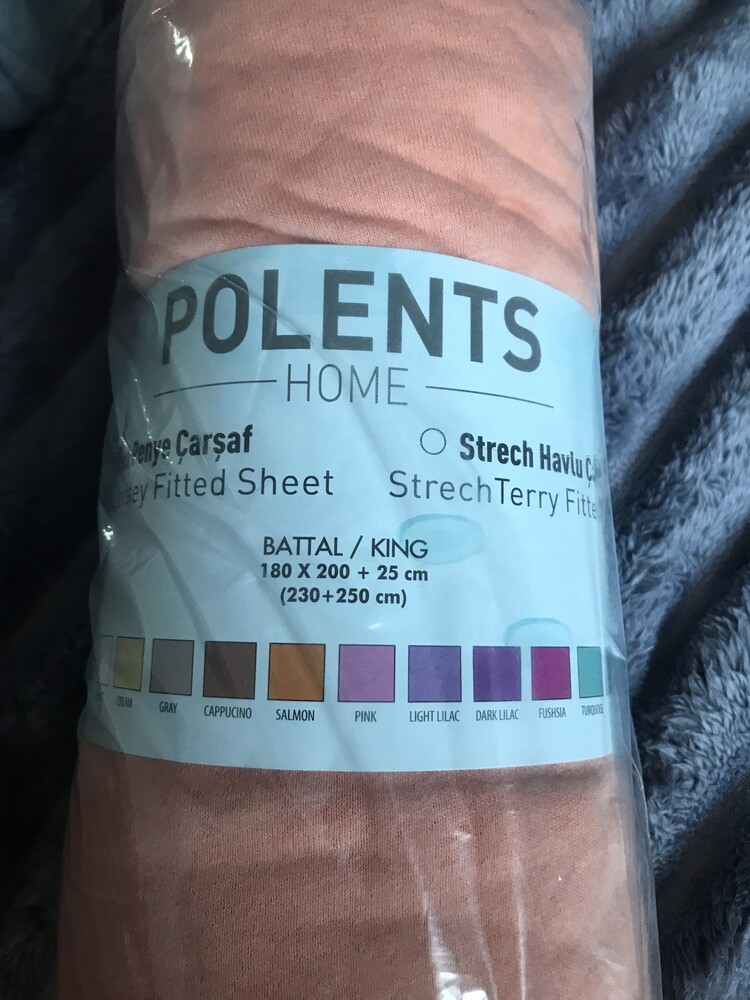 POLENTS
HOME
Penye Çarşaf
Strech Havlu
Fitted Sheet
StrechTerry
BATTAL / KING
180 X 200 + 25 cm
(230+250 cm)
CREAM GRAY CAPPUCINO SALMON PINK LIGHT LILAC DARK LILAC FUSHSIA TURQUOISE